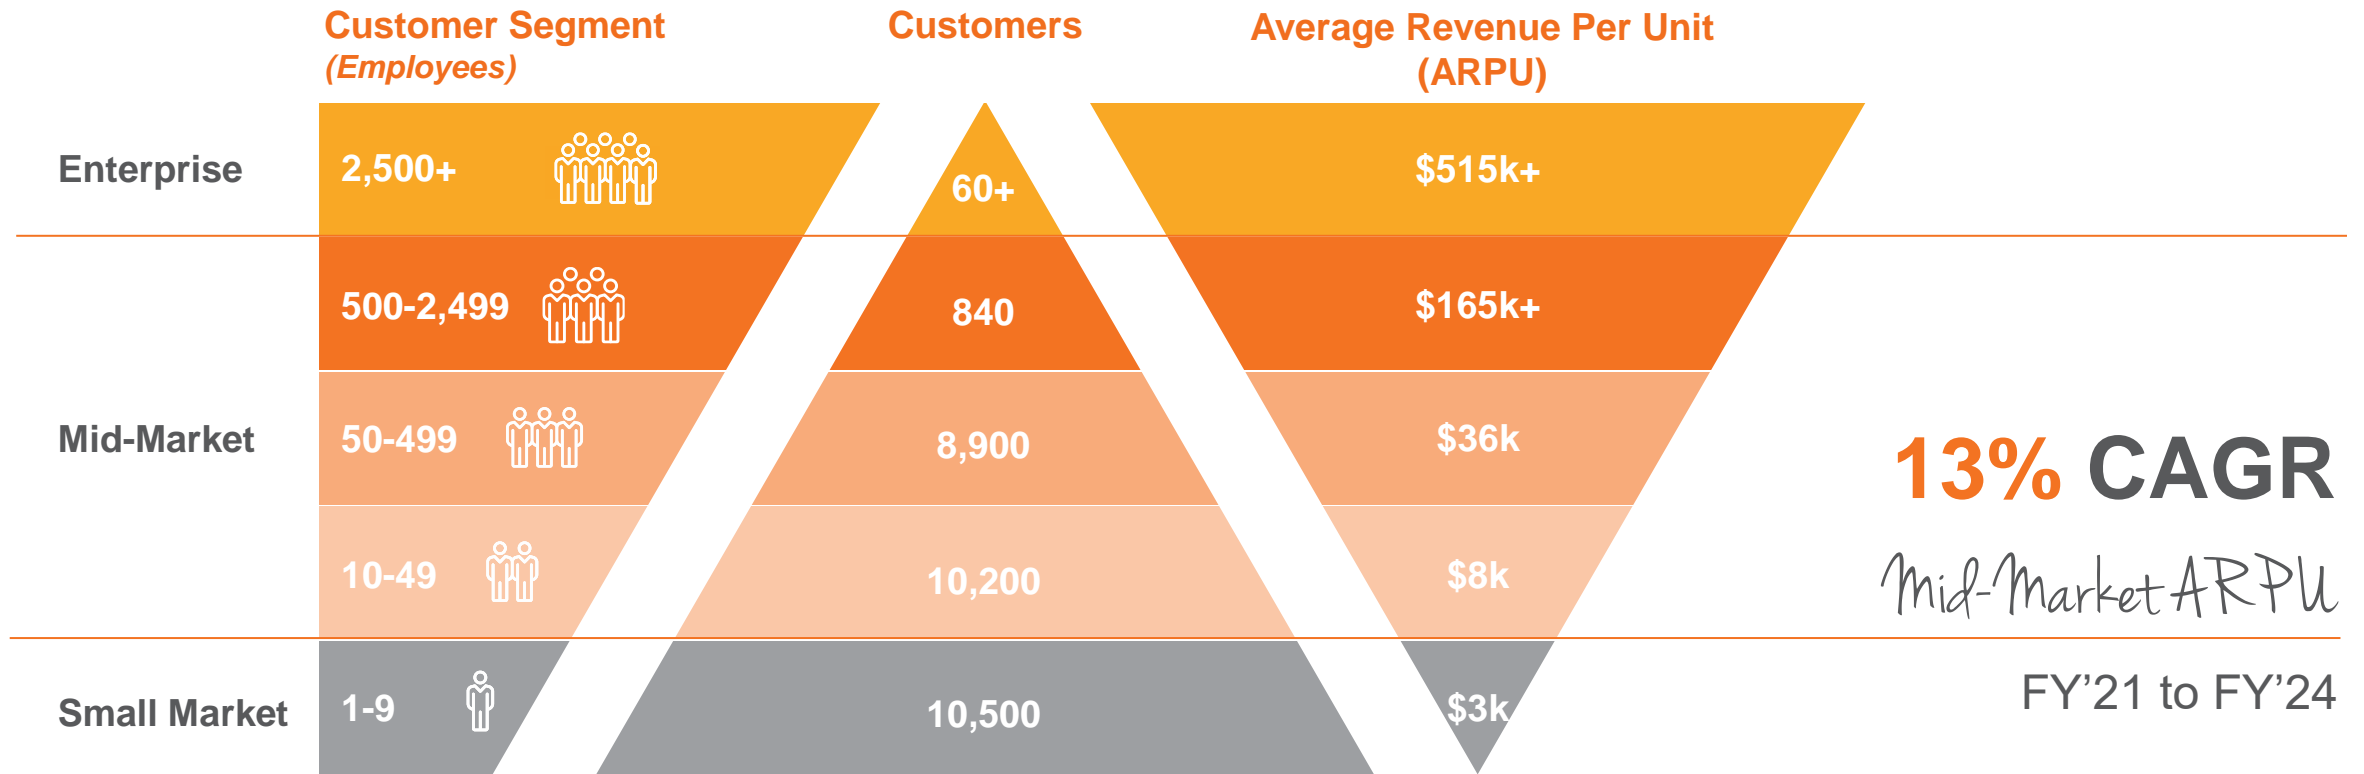 Customer Segment
(Employees)
Customers
Average Revenue Per Unit
(ARPU)
Enterprise
2,500+
60+
$515k+
500-2,499
840
$165k+
Mid-Market
50-499
8,900
$36k
13% CAGR
10-49
10,200
$8k
Mid-Market ARPU
Small Market
1-9
10,500
$3k
FY’21 to FY’24